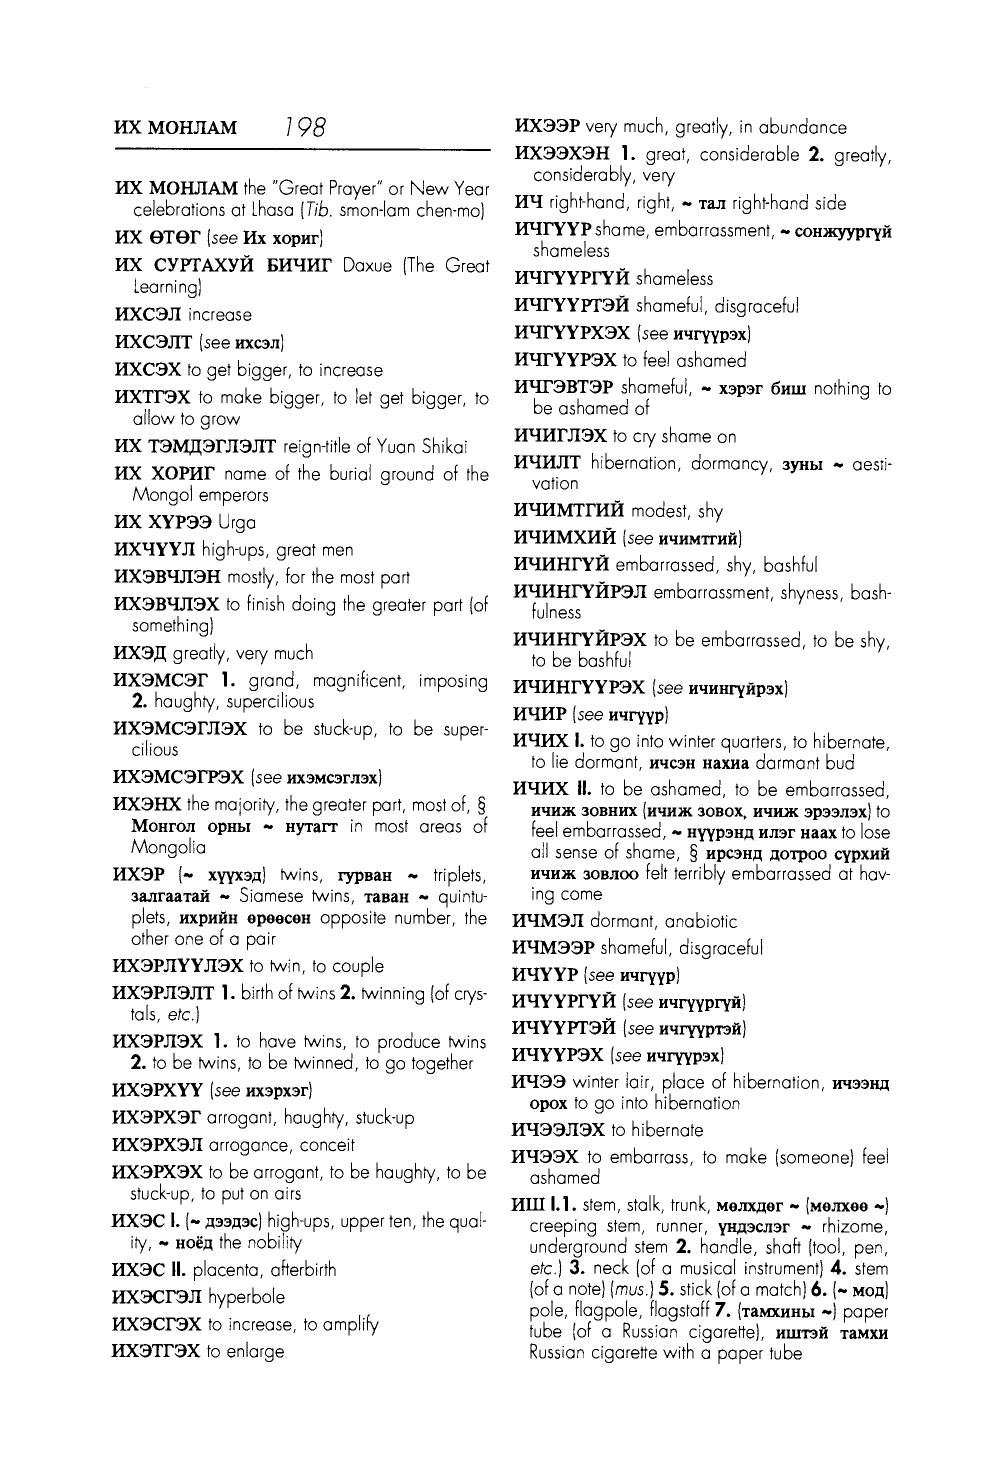 ИХ МОНЛАМ 198
ИХ МОНЛАМ the "Great Prayer" or New Year
celebrations at Lhasa (Tib. smon-lam chen-mo)
ИХ ӨТӨГ (see Их хориг)
ИХ СУРТАХУЙ БИЧИГ Daxue (The Great
Learning)
ИХСЭЛ increase
ИХСЭЛТ (see ихсэл)
ИХСЭХ to get bigger, to increase
ИХТГЭХ to make bigger, to let get bigger, to
allow to grow
ИХ ТЭМДЭГЛЭЛТ reign-title of Yuan Shikai
ИХ ХОРИГ name of the burial ground of the
Mongol emperors
ИХ ХҮРЭЭ Urga
ИХЧҮҮЛ high-ups, great men
ИХЭВЧЛЭН mostly, for the most part
ИХЭВЧЛЭХ to finish doing the greater part (of
something)
ИХЭД greatly, very much
ИХЭМСЭГ 1. grand, magnificent, imposing
2. haughty, supercilious
ИХЭМСЭГЛЭХ to be stuck-up, to be super-
cilious
ИХЭМСЭГРЭХ (see ихэмсэглэх)
ИХЭНХ the majority, the greater part, most of, §
Монгол орны ~ нутагт in most areas of
Mongolia
ИХЭР (~ хүүхэд) twins, гурван ~ triplets,
залгаатай ~ Siamese twins, таван ~ quintu-
plets, ихрийн өрөөсөн opposite number, the
other one of a pair
ИХЭРЛҮҮЛЭХ to twin, to couple
ИХЭРЛЭЛТ 1. birth of twins 2. twinning (of crys-
tals, etc.)
ИХЭРЛЭХ 1. to have twins, to produce twins
2. to be twins, to be twinned, to go together
ИХЭРХҮҮ (see ихэрхэг)
ИХЭРХЭГ arrogant, haughty, stuck-up
ИХЭРХЭЛ arrogance, conceit
ИХЭРХЭХ to be arrogant, to be haughty, to be
stuck-up, to put on airs
ИХЭС I. (~ дээдэс) high-ups, upper ten, the qual-
ity, ~ ноёд the nobility
ИХЭС II. placenta, afterbirth
ИХЭСГЭЛ hyperbole
ИХЭСГЭХ to increase, to amplify
ИХЭТГЭХ to enlarge
ИХЭЭР very much, greatly, in abundance
ИХЭЭХЭН 1. great, considerable 2. greatly,
considerably, very
ИЧ right-hand, right, ~ тал right-hand side
ИЧГҮҮР shame, embarrassment, ~ сонжуургүй
shameless
ИЧГҮҮРГҮЙ shameless
ИЧГҮҮРТЭЙ shameful, disgraceful
ИЧГҮҮРХЭХ (see ичгүүрэх)
ИЧГҮҮРЭХ to feel ashamed
ИЧГЭВТЭР shameful, ~ хэрэг биш nothing to
be ashamed of
ИЧИГЛЭХ to cry shame on
ИЧИЛТ hibernation, dormancy, зуны ~ aesti-
vation
ИЧИМТГИЙ modest, shy
ИЧИМХИЙ (see ичимтгий)
ИЧИНГҮЙ embarrassed, shy, bashful
ИЧИНГҮЙРЭЛ embarrassment, shyness, bash-
fulness
ИЧИНГҮЙРЭХ to be embarrassed, to be shy,
to be bashful
ИЧИНГҮҮРЭХ (see ичингүйрэх)
ИЧИР (see ичгүүр)
ИЧИХ I. to go into winter quarters, to hibernate,
to lie dormant, ичсэн нахиа darmant bud
ИЧИХ II. to be ashamed, to be embarrassed,
ичиж зовних (ичиж зовох, ичиж эрээлэх) to
feel embarrassed, ~ нүүрэнд илэг наах to lose
all sense of shame, § ирсэнд дотроо сүрхий
ичиж зовлоо felt terribly embarrassed at hav-
ing come
ИЧМЭЛ dormant, anabiotic
ИЧМЭЭР shameful, disgraceful
ИЧҮҮР (see ичгүүр)
ИЧҮҮРГҮЙ (see ичгүүргүй)
ИЧҮҮРТЭЙ (see ичгүүртэй)
ИЧҮҮРЭХ (see ичгүүрэх)
ИЧЭЭ winter lair, place of hibernation, ичээнд
орох to go into hibernation
ИЧЭЭЛЭХ to hibernate
ИЧЭЭХ to embarrass, to make (someone) feel
ashamed
ИШ I.1. stem, stalk, trunk, мөлхдөг ~ (мөлхөө ~)
creeping stem, runner, үндэслэг ~ rhizome,
underground stem 2. handle, shaft (tool, pen,
etc.) 3. neck (of a musical instrument) 4. stem
(of a note) (mus.) 5. stick (of a match) 6. (~ мод)
pole, flagpole, flagstaff 7. (тамхины ~) paper
tube (of a Russian cigarette), иштэй тамхи
Russian cigarette with a paper tube